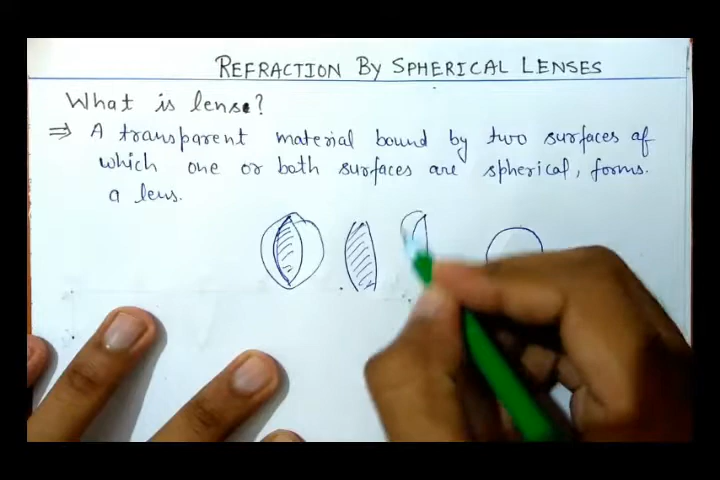 REFRACTION BY SPHERICAL LENSES
What is lens?
⇒ A transparent material bound by two surfaces of
which one or both surfaces are spherical, forms
a lens.